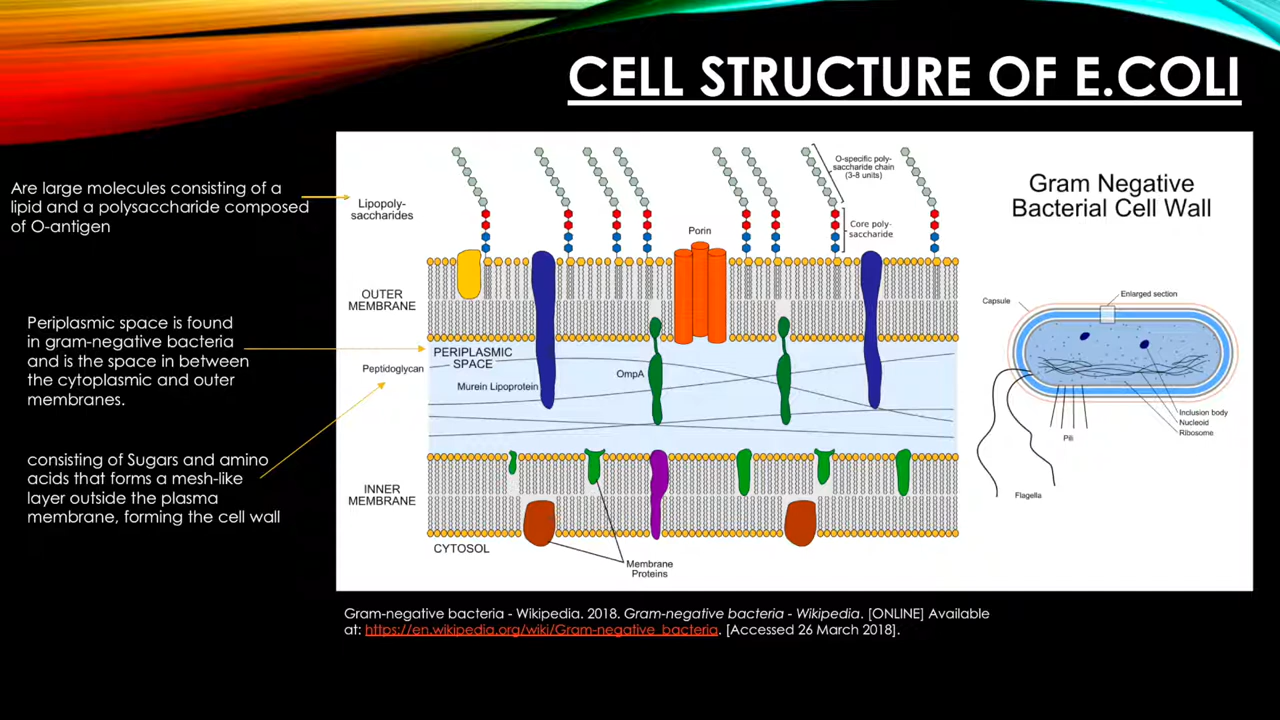 CELL STRUCTURE OF E.COLI
Are large molecules consisting of a
lipid and a polysaccharide composed
of O-antigen
Periplasmic space is found
in gram-negative bacteria
and is the space in between
the cytoplasmic and outer
membranes.
consisting of Sugars and amino
acids that forms a mesh-like
layer outside the plasma
membrane, forming the cell wall
Lipopoly-
saccharides
O-specific poly-
saccharide chain
(3-8 units)
Core poly-
saccharide
Porin
OUTER
MEMBRANE
PERIPLASMIC
SPACE
Peptidoglycan
Murein Lipoprotein
OmpA
INNER
MEMBRANE
CYTOSOL
Membrane
Proteins
Gram Negative
Bacterial Cell Wall
Capsule
Enlarged section
Inclusion body
Nucleoid
Ribosome
Pili
Flagella
Gram-negative bacteria - Wikipedia. 2018. Gram-negative bacteria - Wikipedia. [ONLINE] Available
at: https://en.wikipedia.org/wiki/Gram-negative_bacteria. [Accessed 26 March 2018].